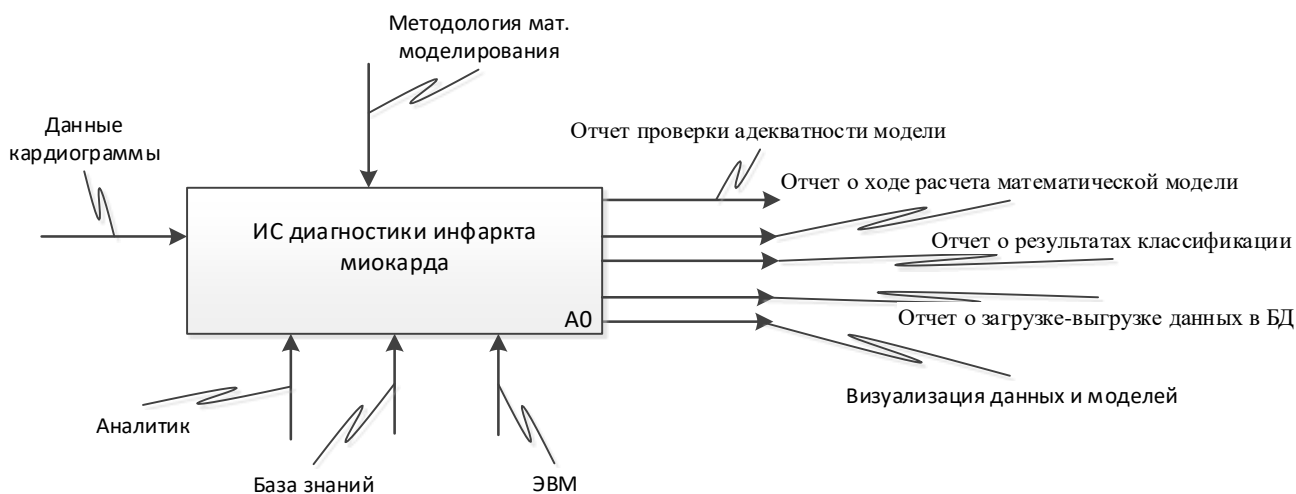 Методология мат.
моделирования
Данные
кардиограммы
Отчет проверки адекватности модели
Отчет о ходе расчета математической модели
ИС диагностики инфаркта
миокарда
Отчет о результатах классификации
А0
Отчет о загрузке-выгрузке данных в БД
Визуализация данных и моделей
Аналитик
База знаний
ЭВМ